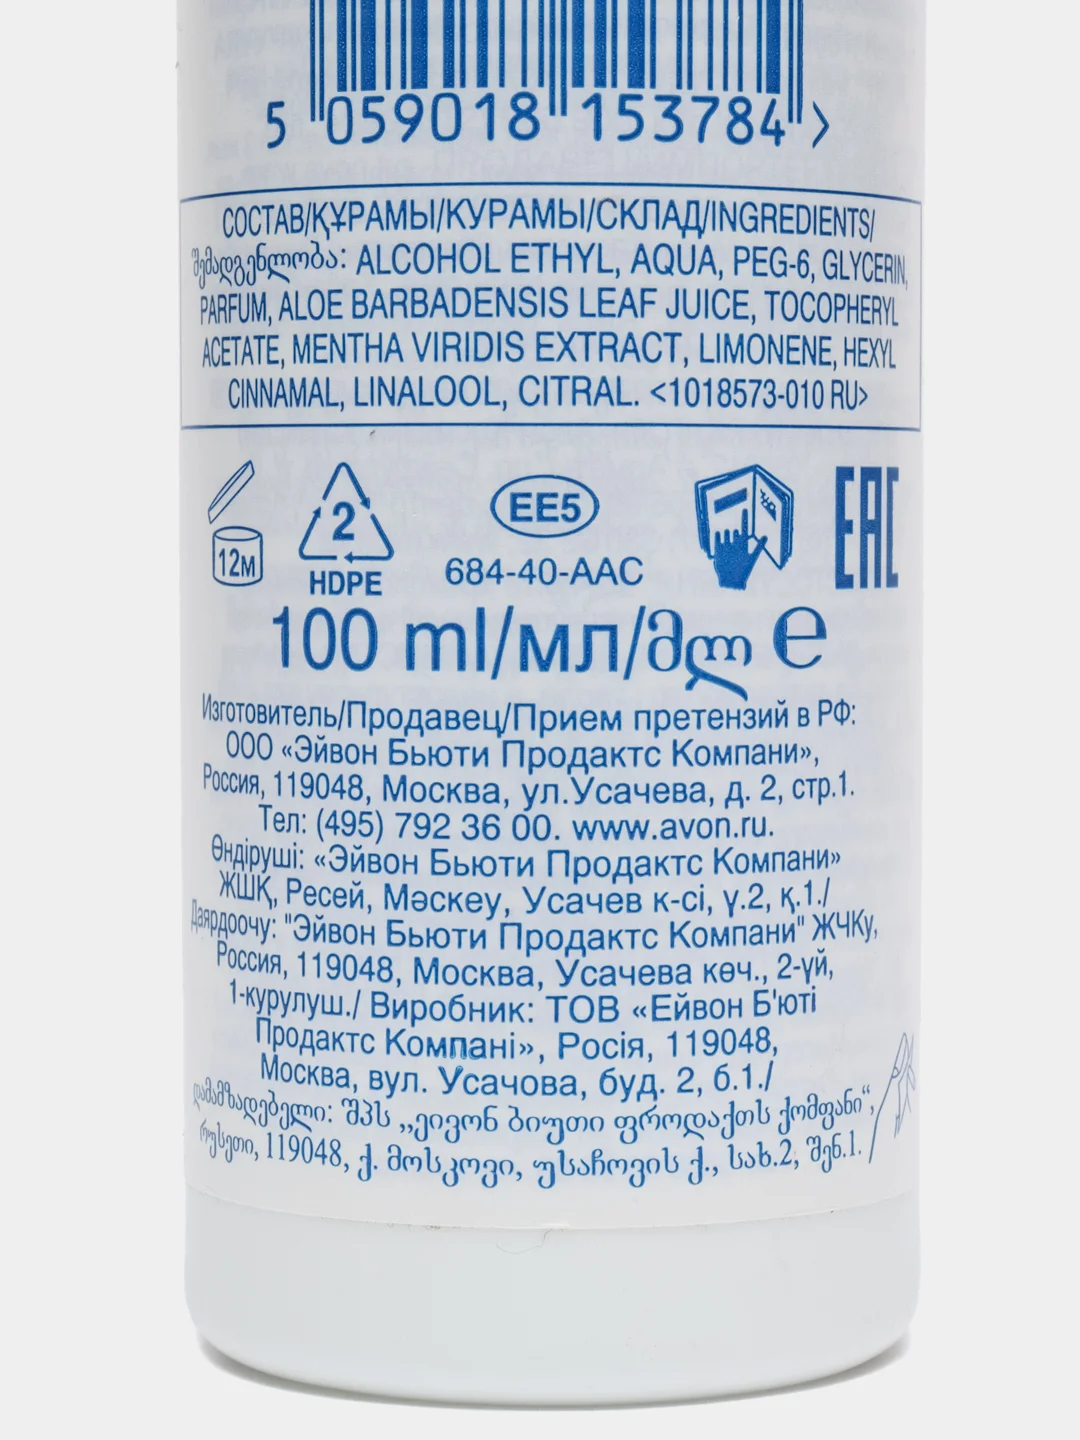 5 059018 153784 >
СОСТАВ/ҚҰРАМЫ/КУРАМЫ/СКЛАД/INGREDIENTS/
შემადგენლობა: ALCOHOL ETHYL, AQUA, PEG-6, GLYCERIN,
PARFUM, ALOE BARBADENSIS LEAF JUICE, TOCOPHERYL
ACETATE, MENTHA VIRIDIS EXTRACT, LIMONENE, HEXYL
CINNAMAL, LINALOOL, CITRAL. <1018573-010 RU>
12М
2
HDPE
EE5
684-40-AAC
EAC
100 ml/мл/მლ e
Изготовитель/Продавец/Прием претензий в РФ:
ООО «Эйвон Бьюти Продактс Компани»,
Россия, 119048, Москва, ул.Усачева, д. 2, стр.1.
Тел: (495) 792 36 00. www.avon.ru.
Өндіруші: «Эйвон Бьюти Продактс Компани»
ЖШҚ, Ресей, Мәскеу, Усачев к-сі, ү.2, қ.1./
Даярдоочу: "Эйвон Бьюти Продактс Компани" ЖЧКу,
Россия, 119048, Москва, Усачева көч., 2-үй,
1-курулуш./ Виробник: ТОВ «Ейвон Б'юті
Продактс Компані», Росія, 119048,
Москва, вул. Усачова, буд. 2, б.1./
დამამზადებელი: შპს „ეივონ ბიუთი ფროდაქთს ქომფანი“,
რუსეთი, 119048, ქ. მოსკოვი, უსაჩოვის ქ., სახ.2, შენ.1.